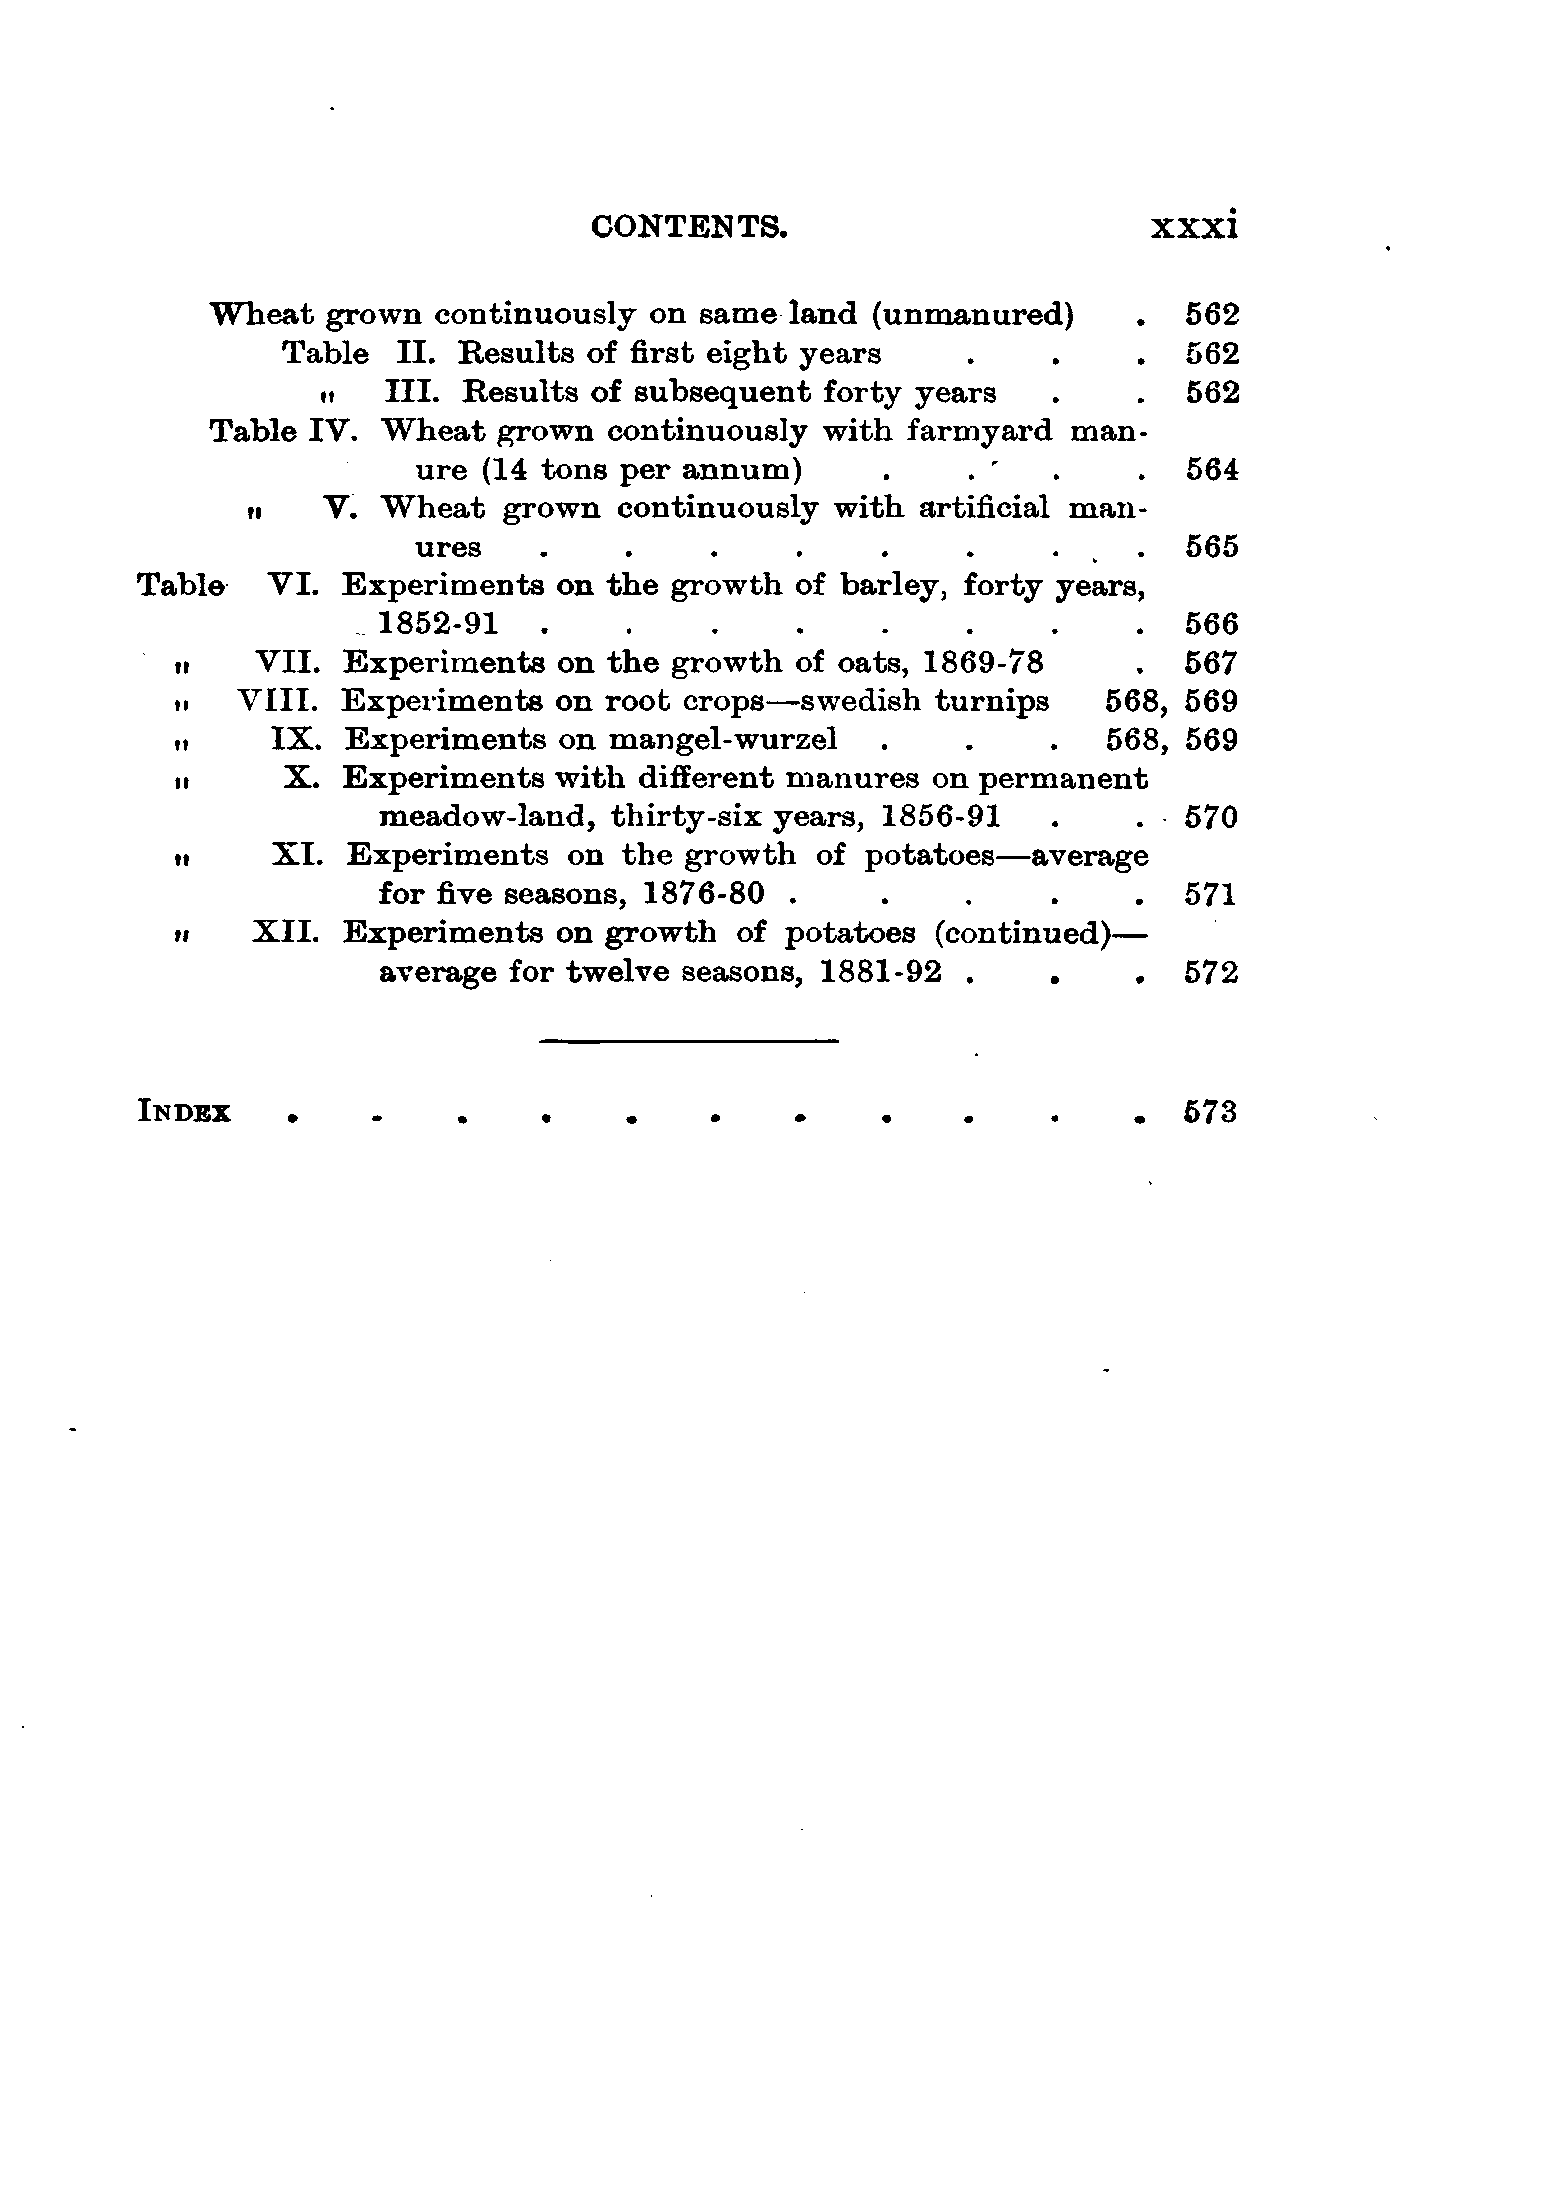 CONTENTS. xxxi
Wheat grown continuously on same land (unmanured) . 562
Table II. Results of first eight years . . . 562
" III. Results of subsequent forty years . . 562
Table IV. Wheat grown continuously with farmyard man-
ure (14 tons per annum) . . . . 564
" V. Wheat grown continuously with artificial man-
ures . . . . . . . . 565
Table VI. Experiments on the growth of barley, forty years,
1852-91 . . . . . . . . 566
" VII. Experiments on the growth of oats, 1869-78 . 567
" VIII. Experiments on root crops—swedish turnips 568, 569
" IX. Experiments on mangel-wurzel . . . 568, 569
" X. Experiments with different manures on permanent
meadow-land, thirty-six years, 1856-91 . . 570
" XI. Experiments on the growth of potatoes—average
for five seasons, 1876-80 . . . . . 571
" XII. Experiments on growth of potatoes (continued)—
average for twelve seasons, 1881-92 . . . 572
INDEX . . . . . . . . . . . 573